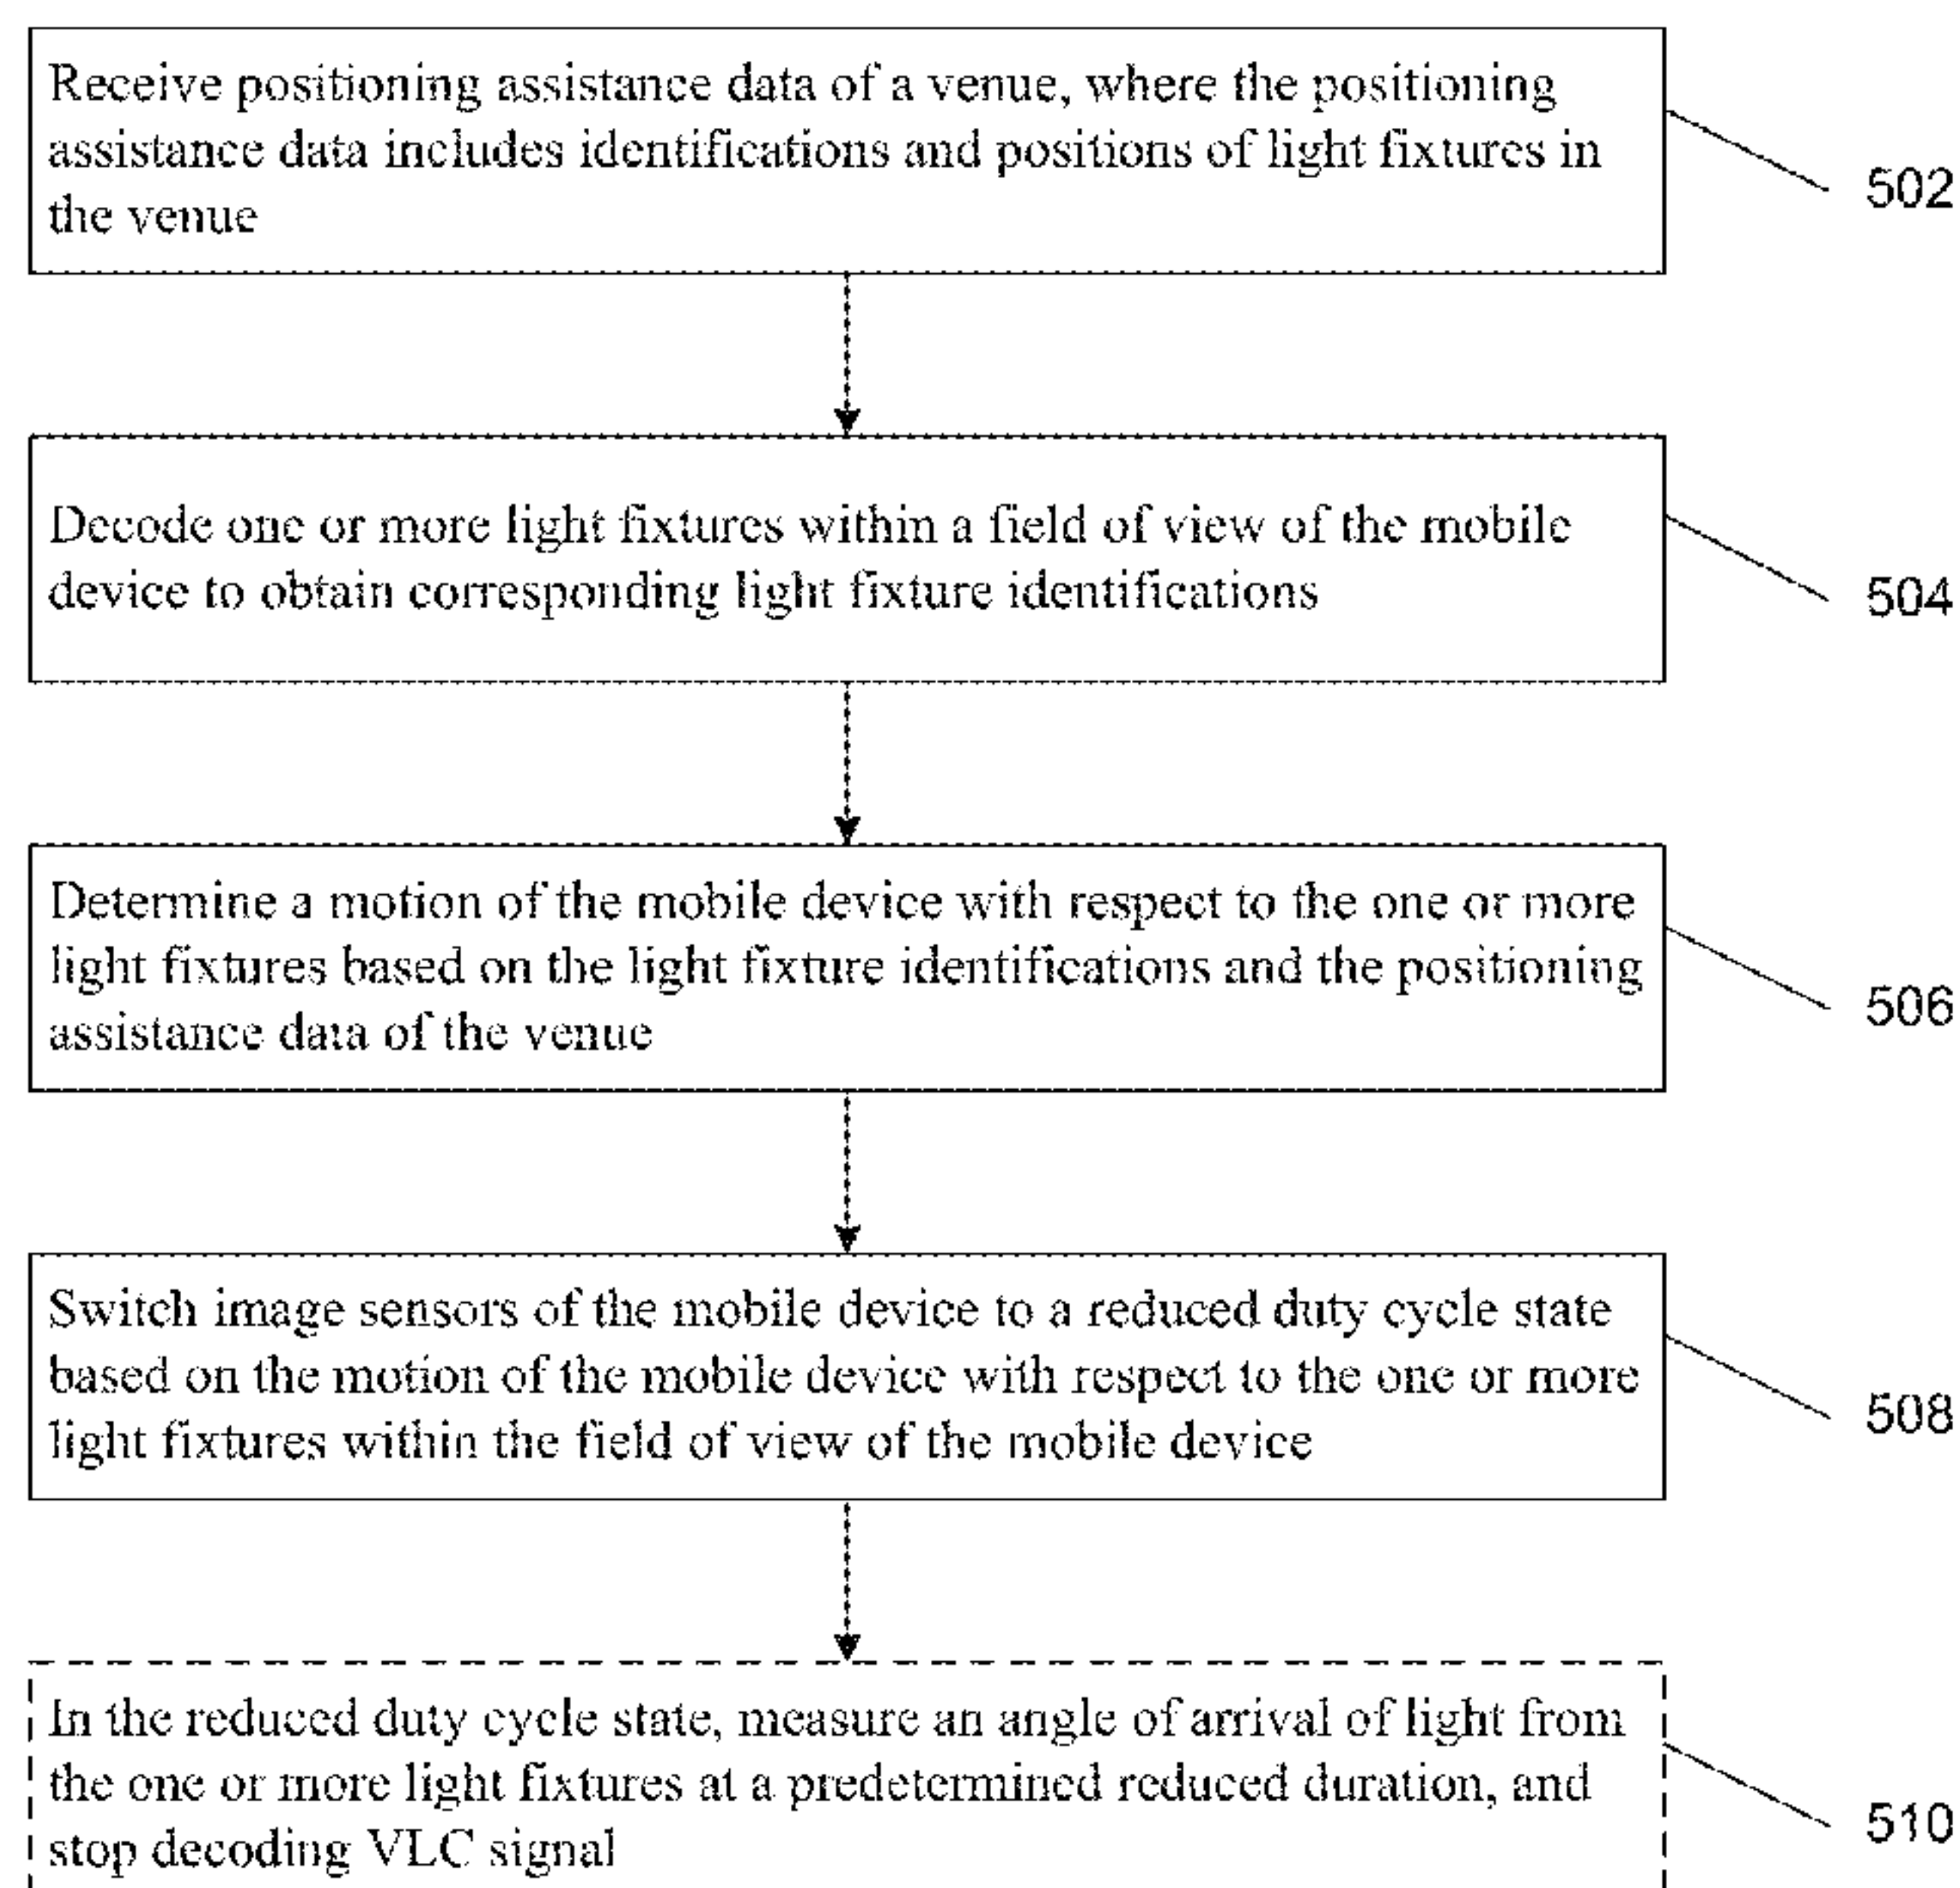 Receive positioning assistance data of a venue, where the positioning
assistance data includes identifications and positions of light fixtures in
the venue
502
Decode one or more light fixtures within a field of view of the mobile
device to obtain corresponding light fixture identifications
504
Determine a motion of the mobile device with respect to the one or more
light fixtures based on the light fixture identifications and the positioning
assistance data of the venue
506
Switch image sensors of the mobile device to a reduced duty cycle state
based on the motion of the mobile device with respect to the one or more
light fixtures within the field of view of the mobile device
508
In the reduced duty cycle state, measure an angle of arrival of light from
the one or more light fixtures at a predetermined reduced duration, and
stop decoding VLC signal
510